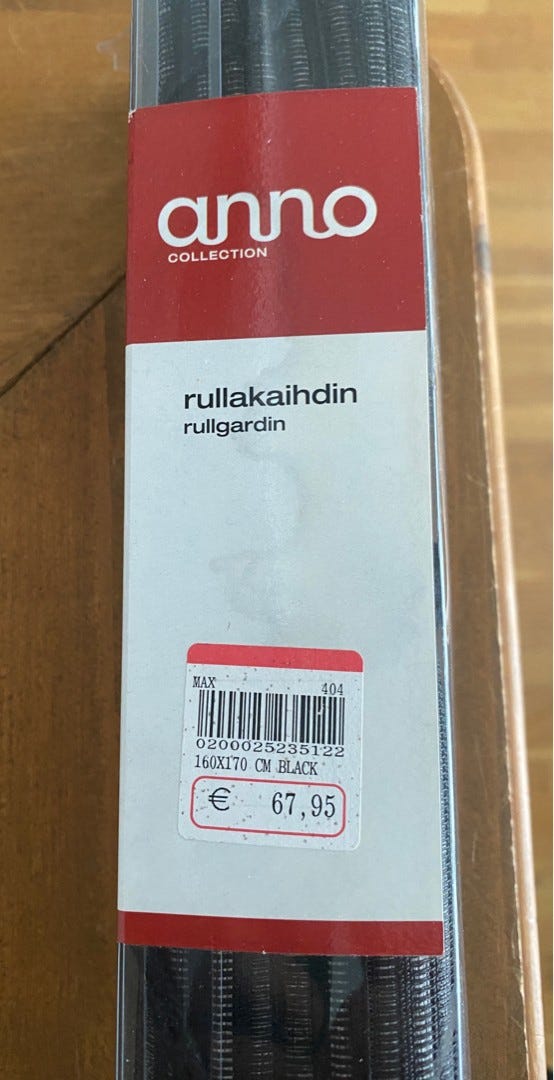 anno
COLLECTION
rullakaihdin
rullgardin
MAX 404
0200025235122
160X170 CM BLACK
€ 67,95